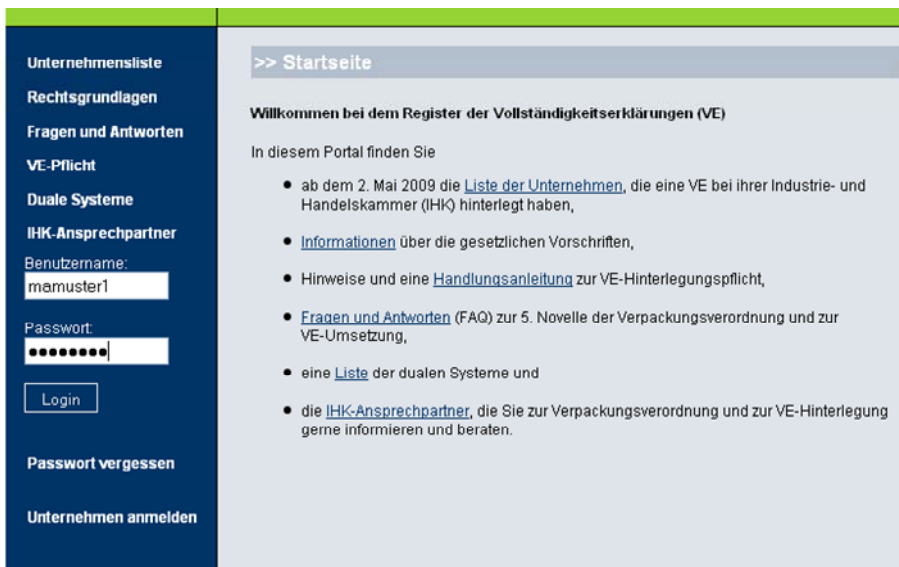 Unternehmensliste
Rechtsgrundlagen
Fragen und Antworten
VE-Pflicht
Duale Systeme
IHK-Ansprechpartner
Benutzername:
mamuster1
Passwort:
●●●●●●●●
Login
Passwort vergessen
Unternehmen anmelden
>> Startseite
Willkommen bei dem Register der Vollständigkeitserklärungen (VE)
In diesem Portal finden Sie
● ab dem 2. Mai 2009 die Liste der Unternehmen, die eine VE bei ihrer Industrie- und
Handelskammer (IHK) hinterlegt haben,
● Informationen über die gesetzlichen Vorschriften,
● Hinweise und eine Handlungsanleitung zur VE-Hinterlegungspflicht,
● Fragen und Antworten (FAQ) zur 5. Novelle der Verpackungsverordnung und zur
VE-Umsetzung,
● eine Liste der dualen Systeme und
● die IHK-Ansprechpartner, die Sie zur Verpackungsverordnung und zur VE-Hinterlegung
gerne informieren und beraten.